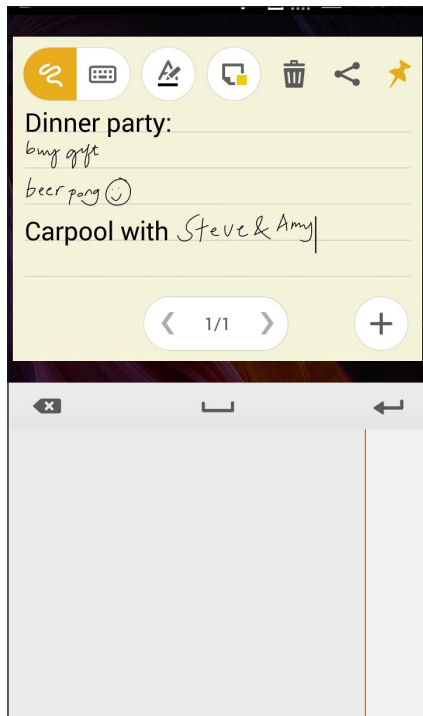 Dinner party:
buy gift
beer pong ☺
Carpool with Steve & Amy
1/1